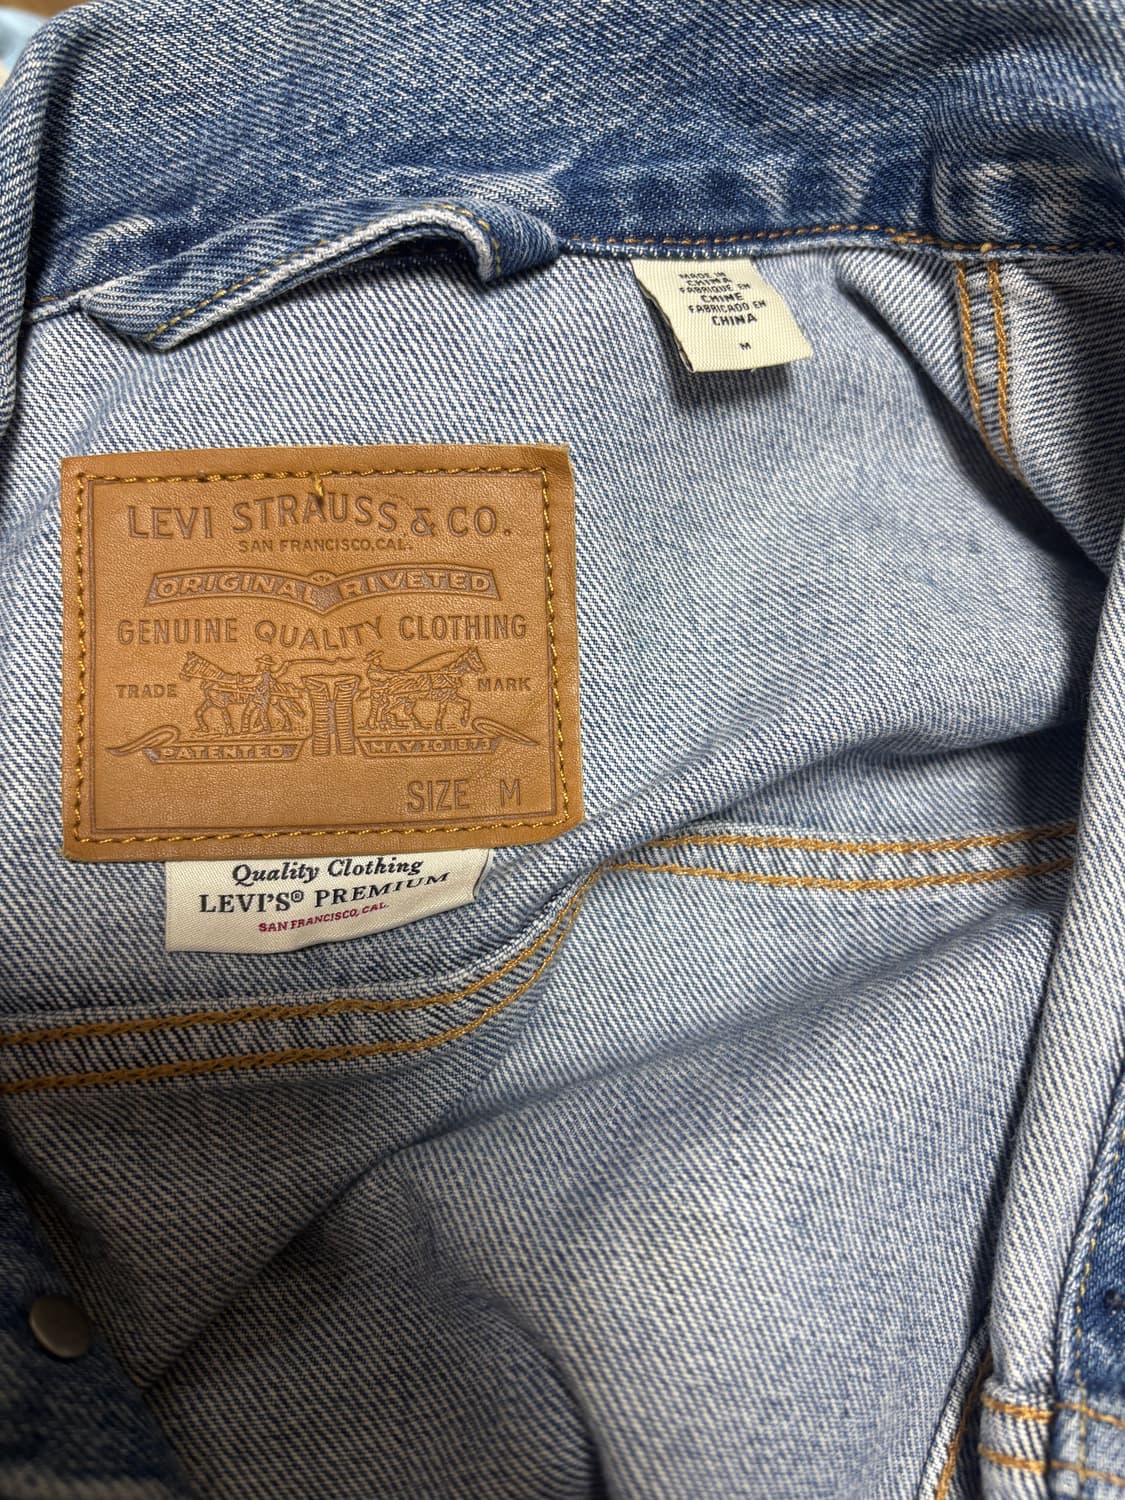 MADE IN
CHINA
FABRIQUÉ EN
CHINE
FABRICADO EN
CHINA
M
LEVI STRAUSS & CO.
SAN FRANCISCO, CAL.
ORIGINAL RIVETED
GENUINE QUALITY CLOTHING
TRADE MARK
PATENTED MAY 20 1873
SIZE M
Quality Clothing
LEVI'S® PREMIUM
SAN FRANCISCO, CAL.